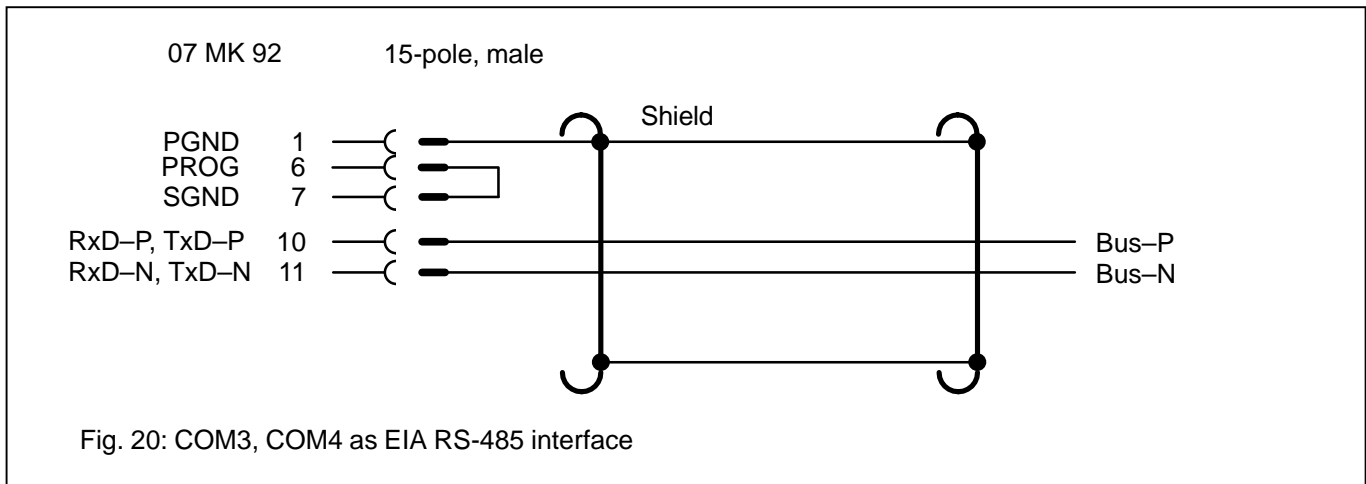 07 MK 92 15-pole, male
Shield
PGND 1
PROG 6
SGND 7
RxD–P, TxD–P 10 Bus–P
RxD–N, TxD–N 11 Bus–N
Fig. 20: COM3, COM4 as EIA RS-485 interface